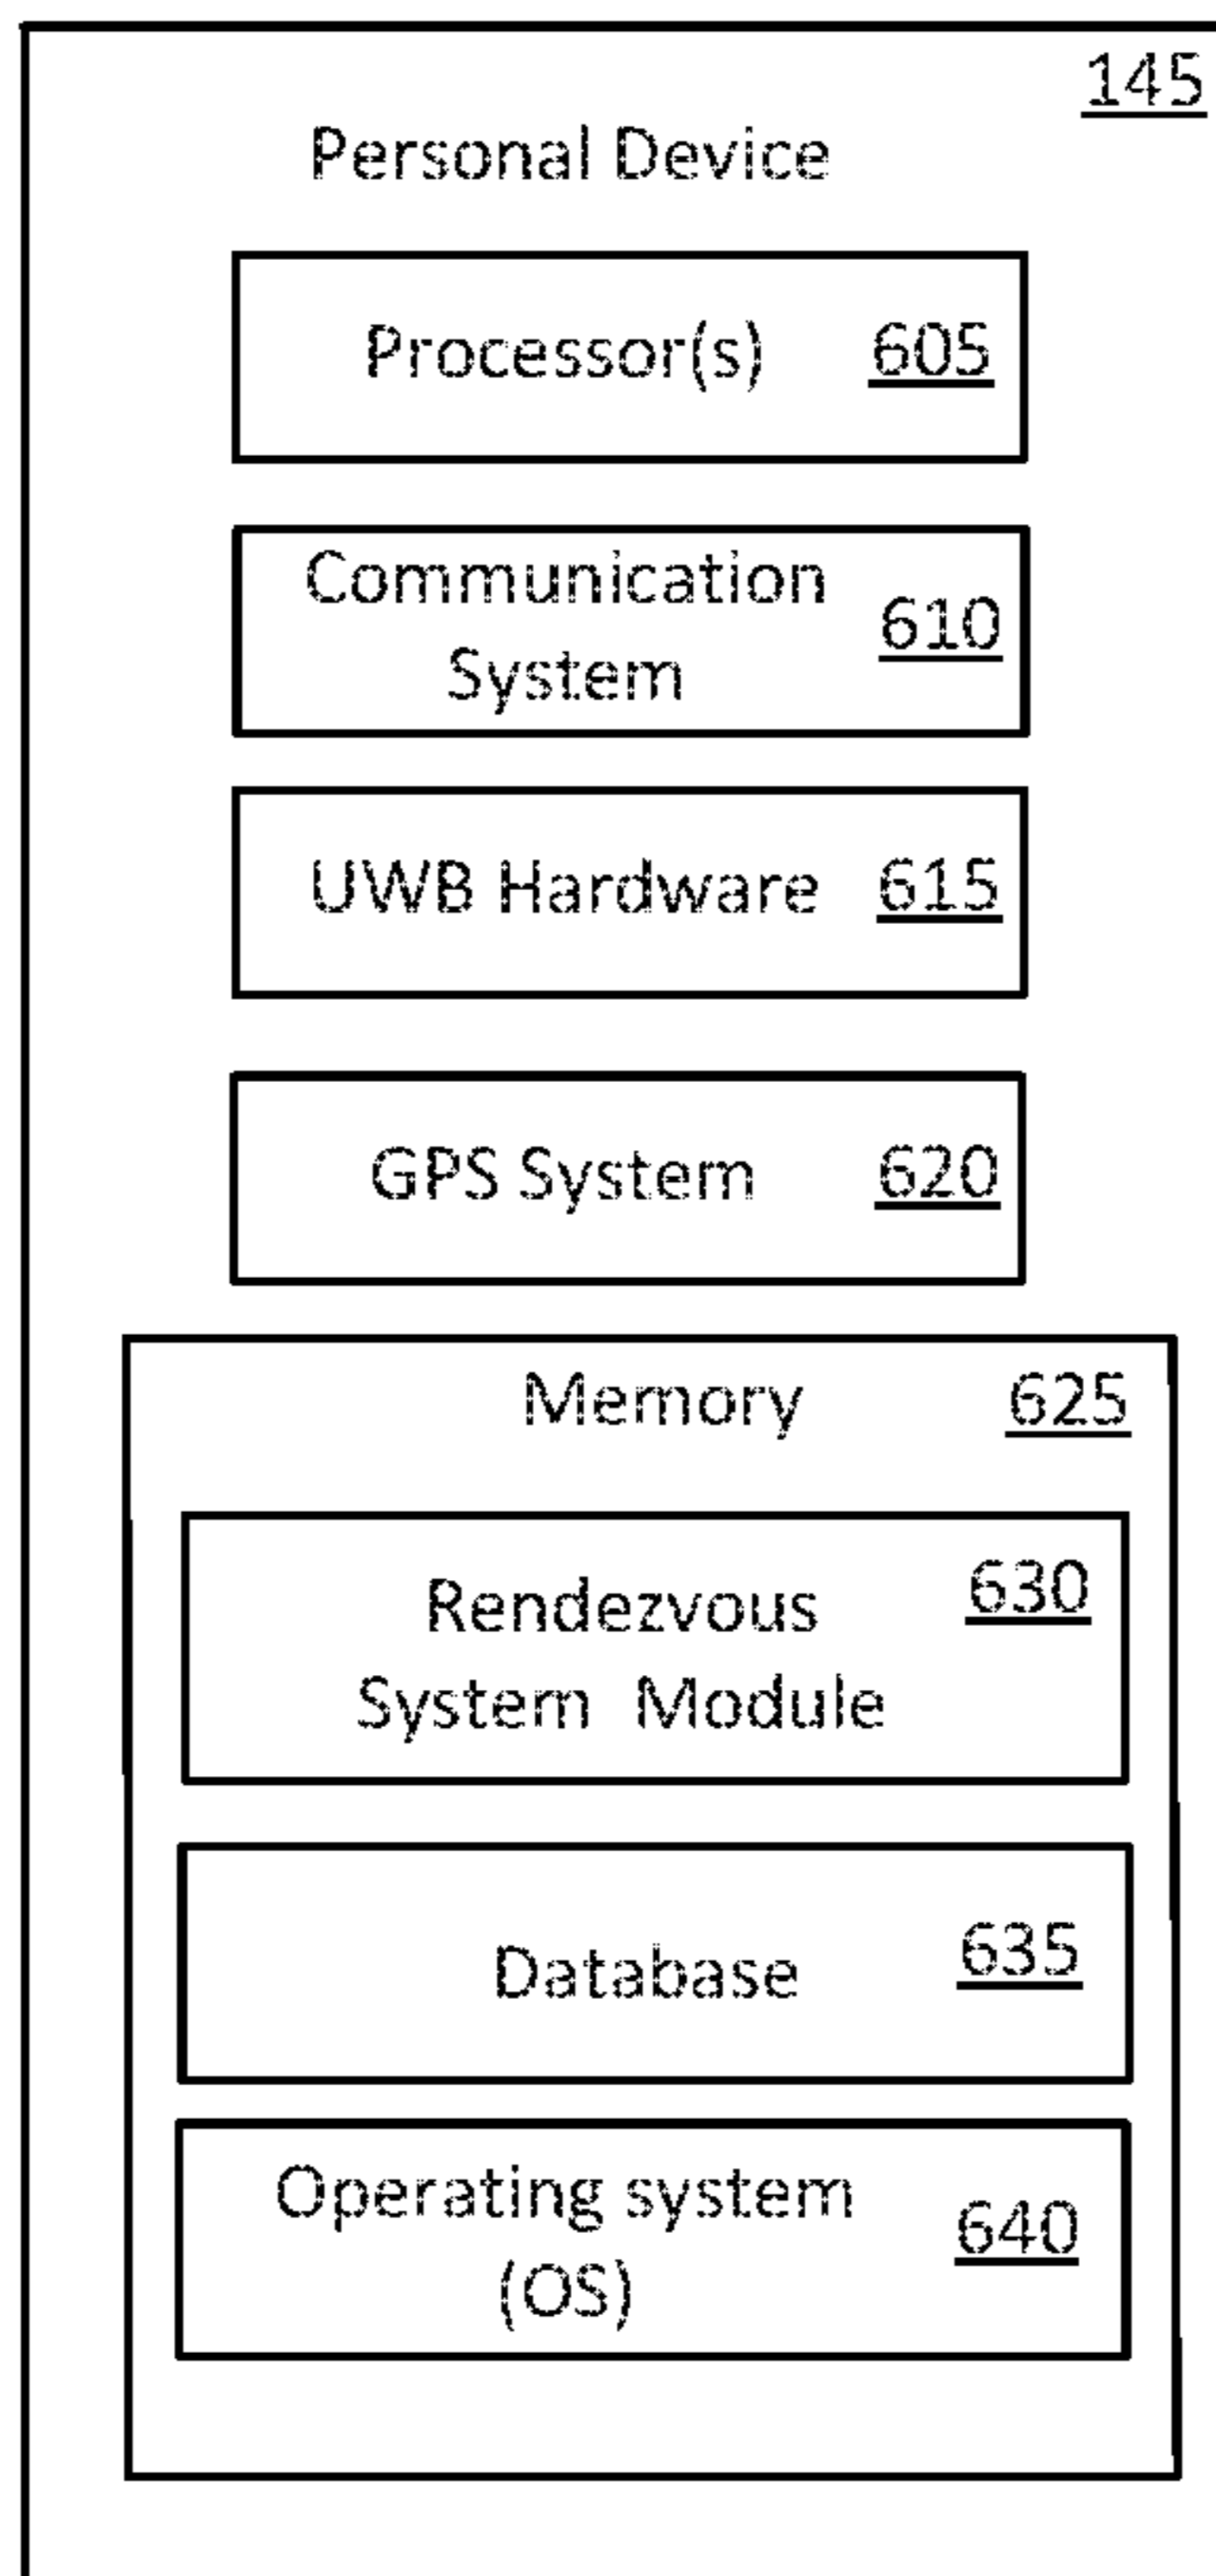 145
Personal Device
Processor(s) 605
Communication
System 610
UWB Hardware 615
GPS System 620
Memory 625
Rendezvous 630
System Module
Database 635
Operating system
(OS) 640